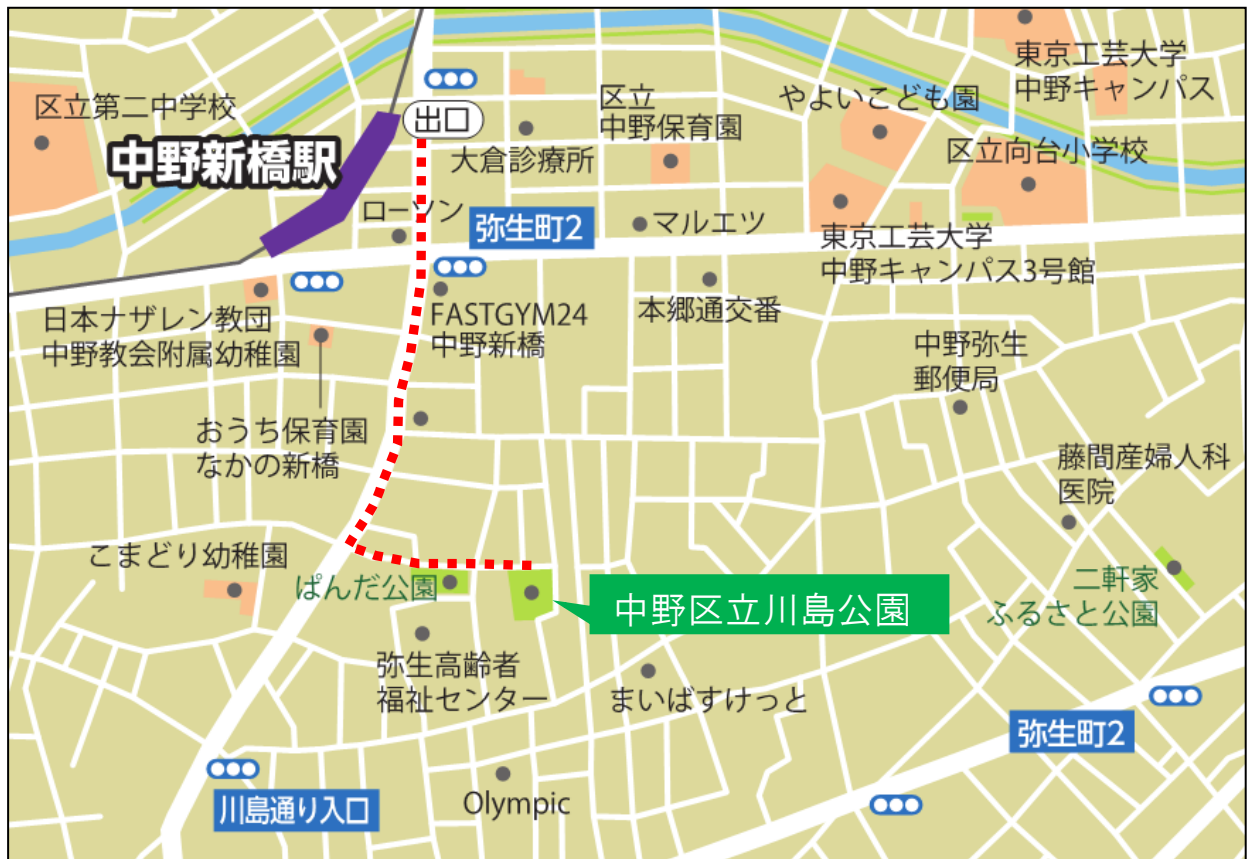 東京工芸大学
中野キャンパス
区立第二中学校
区立
中野保育園
やよいこども園
出口
中野新橋駅
大倉診療所
区立向台小学校
ローソン
弥生町2
マルエツ
東京工芸大学
中野キャンパス3号館
日本ナザレン教団
中野教会附属幼稚園
FASTGYM24
中野新橋
本郷通交番
中野弥生
郵便局
おうち保育園
なかの新橋
藤間産婦人科
医院
こまどり幼稚園
ぱんだ公園
中野区立川島公園
二軒家
ふるさと公園
弥生高齢者
福祉センター
まいばすけっと
弥生町2
川島通り入口
Olympic